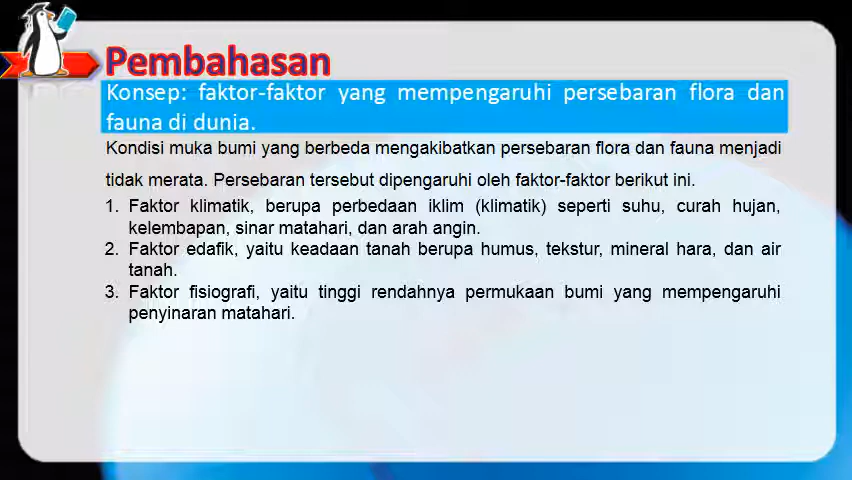 Pembahasan
Konsep: faktor-faktor yang mempengaruhi persebaran flora dan
fauna di dunia.
Kondisi muka bumi yang berbeda mengakibatkan persebaran flora dan fauna menjadi
tidak merata. Persebaran tersebut dipengaruhi oleh faktor-faktor berikut ini.
1. Faktor klimatik, berupa perbedaan iklim (klimatik) seperti suhu, curah hujan,
kelembapan, sinar matahari, dan arah angin.
2. Faktor edafik, yaitu keadaan tanah berupa humus, tekstur, mineral hara, dan air
tanah.
3. Faktor fisiografi, yaitu tinggi rendahnya permukaan bumi yang mempengaruhi
penyinaran matahari.